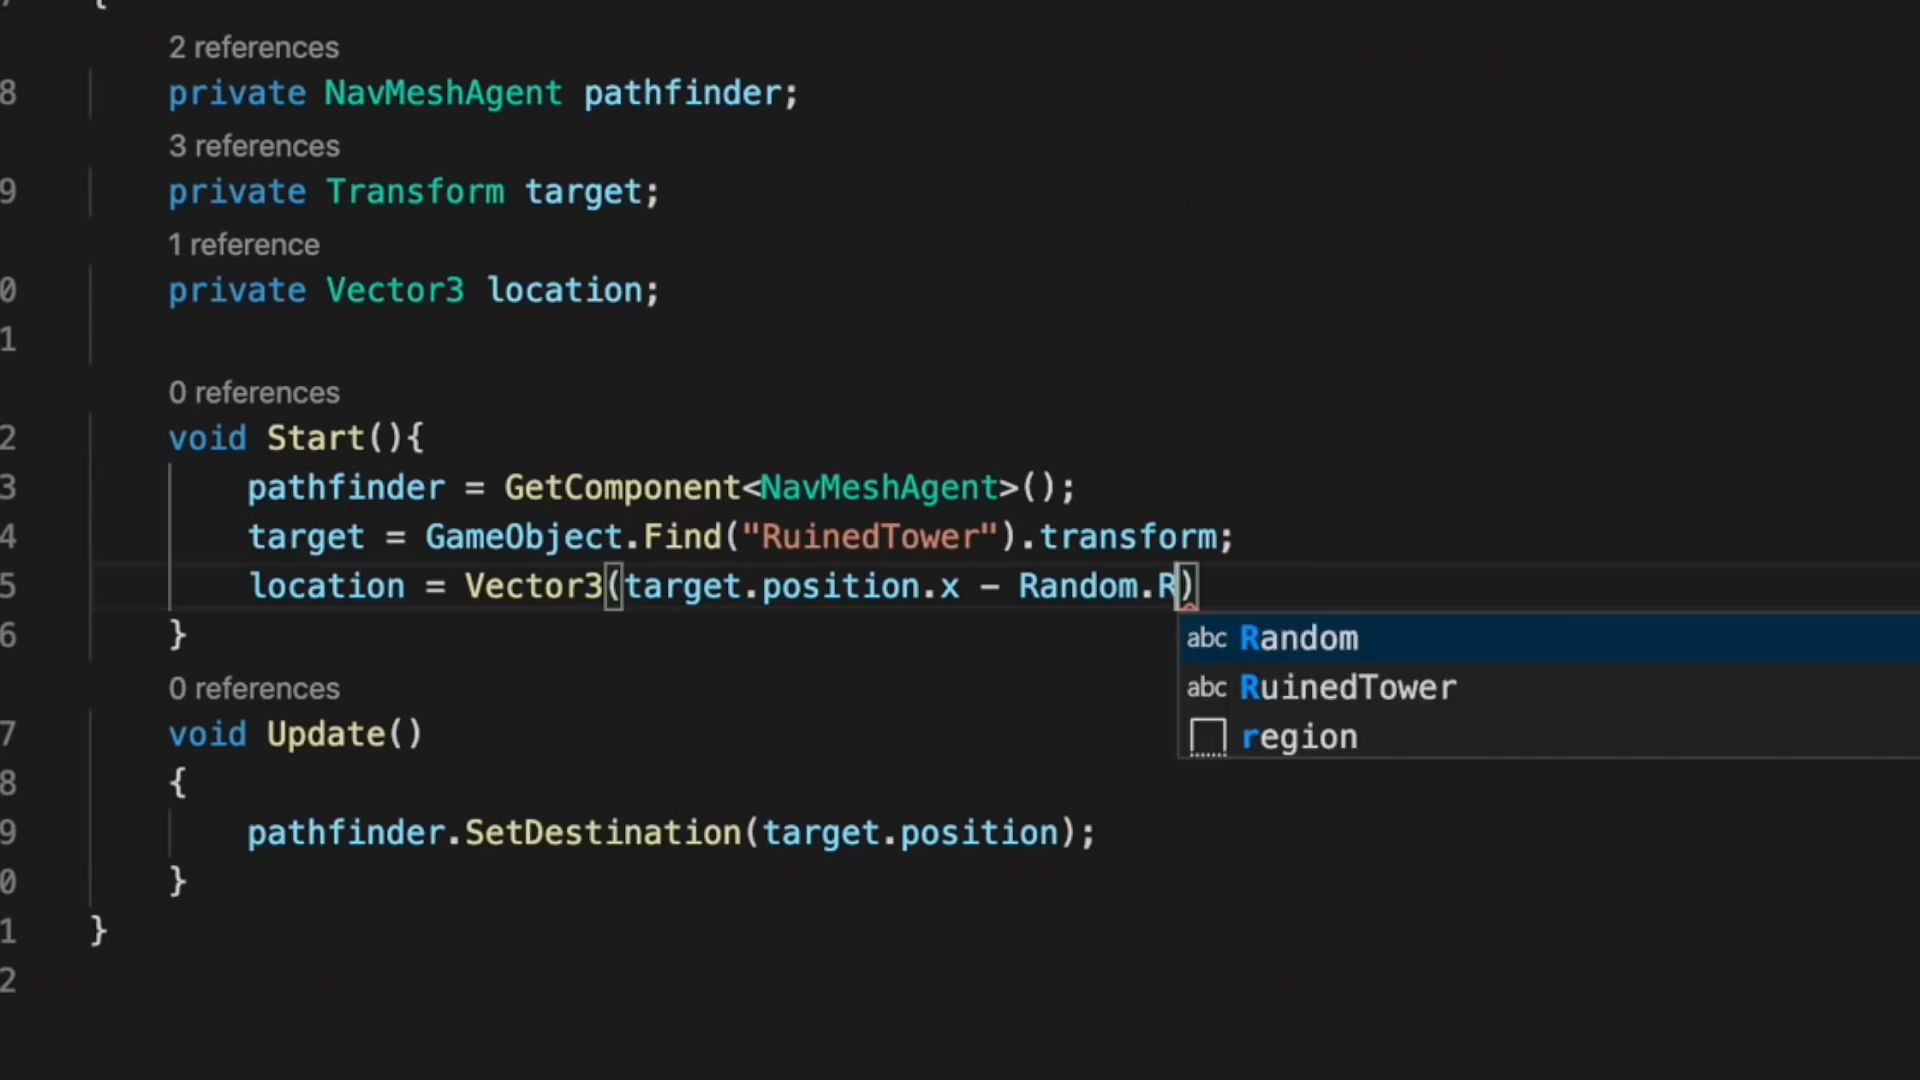 {
2 references
8 private NavMeshAgent pathfinder;
3 references
9 private Transform target;
1 reference
0 private Vector3 location;
1
0 references
2 void Start(){
3 pathfinder = GetComponent<NavMeshAgent>();
4 target = GameObject.Find("RuinedTower").transform;
5 location = Vector3(target.position.x - Random.R)
abc Random
6 }
abc RuinedTower
0 references
7 void Update()
region
8 {
9 pathfinder.SetDestination(target.position);
0 }
1 }
2